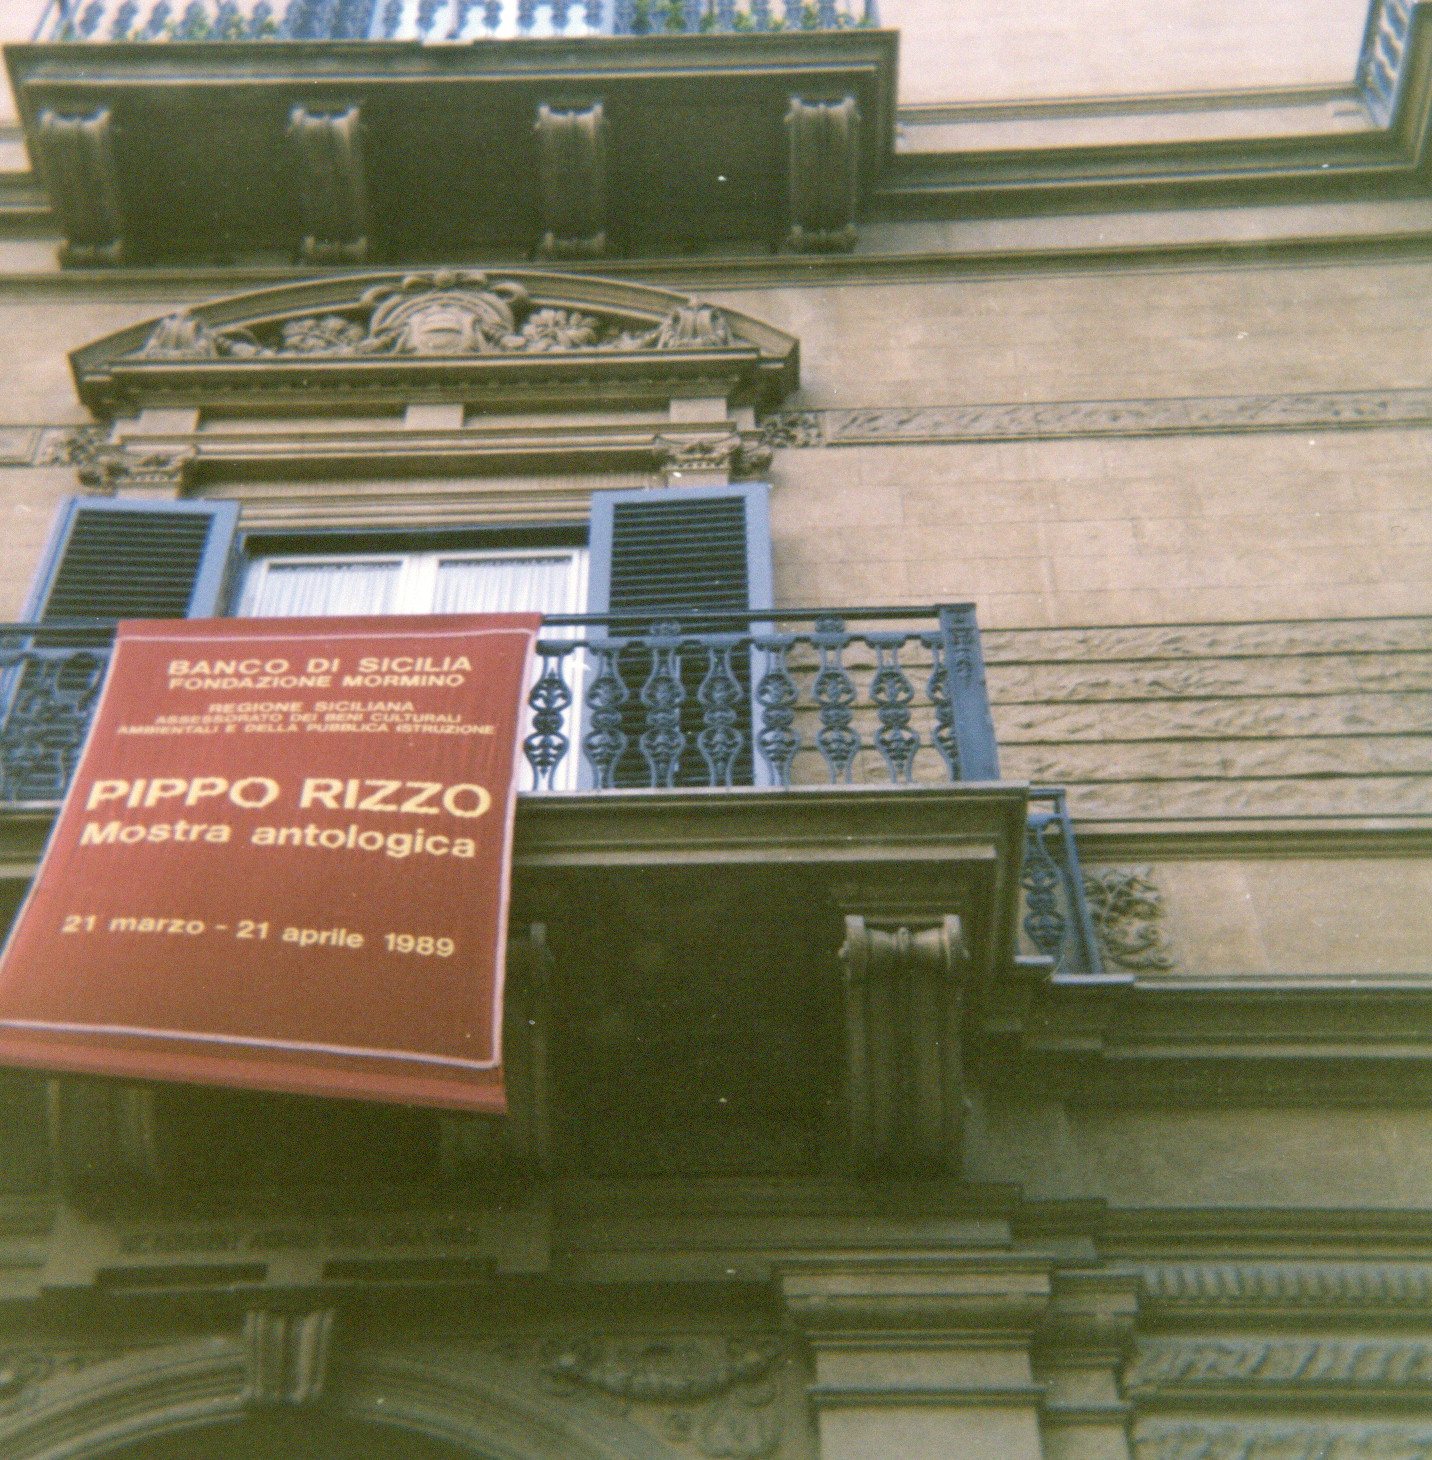 BANCO DI SICILIA
FONDAZIONE MORMINO
REGIONE SICILIANA
ASSESSORATO DEI BENI CULTURALI
AMBIENTALI E DELLA PUBBLICA ISTRUZIONE
PIPPO RIZZO
Mostra antologica
21 marzo - 21 aprile 1989